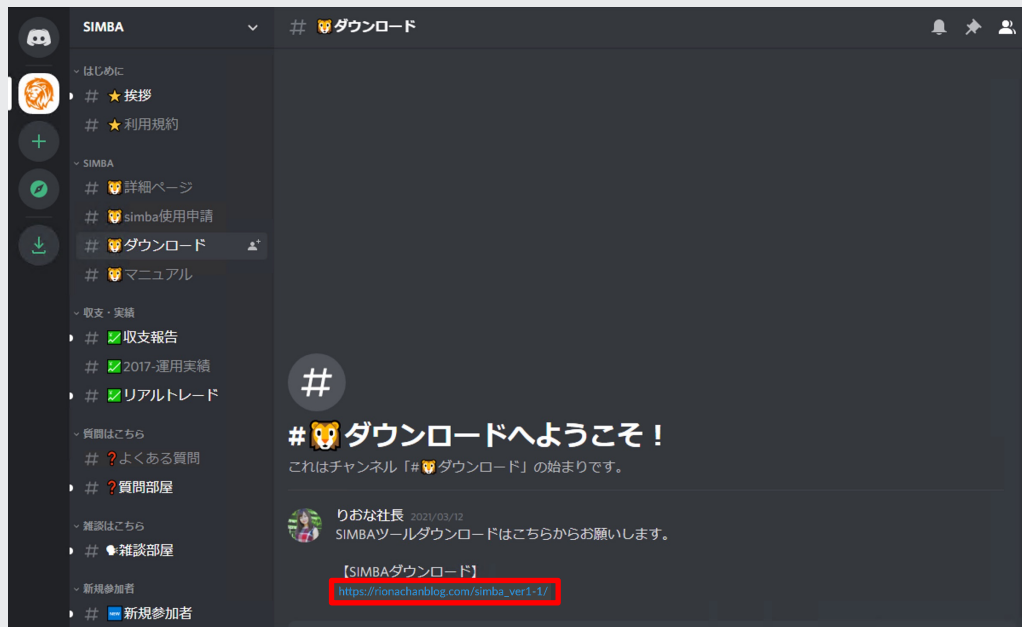 SIMBA
はじめに
# ⭐挨拶
# ⭐利用規約
SIMBA
# 🦁詳細ページ
# 🦁simba使用申請
# 🦁ダウンロード
# 🦁マニュアル
収支・実績
# 💹収支報告
# 💹2017-運用実績
# 💹リアルトレード
質問はこちら
# ❓よくある質問
# ❓質問部屋
雑談はこちら
# 🗣雑談部屋
新規参加者
# 🆕新規参加者
# 🦁ダウンロード
#
#🦁ダウンロードへようこそ！
これはチャンネル「#🦁ダウンロード」の始まりです。
りおな社長 2021/03/12
SIMBAツールダウンロードはこちらからお願いします。
【SIMBAダウンロード】
https://rionachanblog.com/simba_ver1-1/